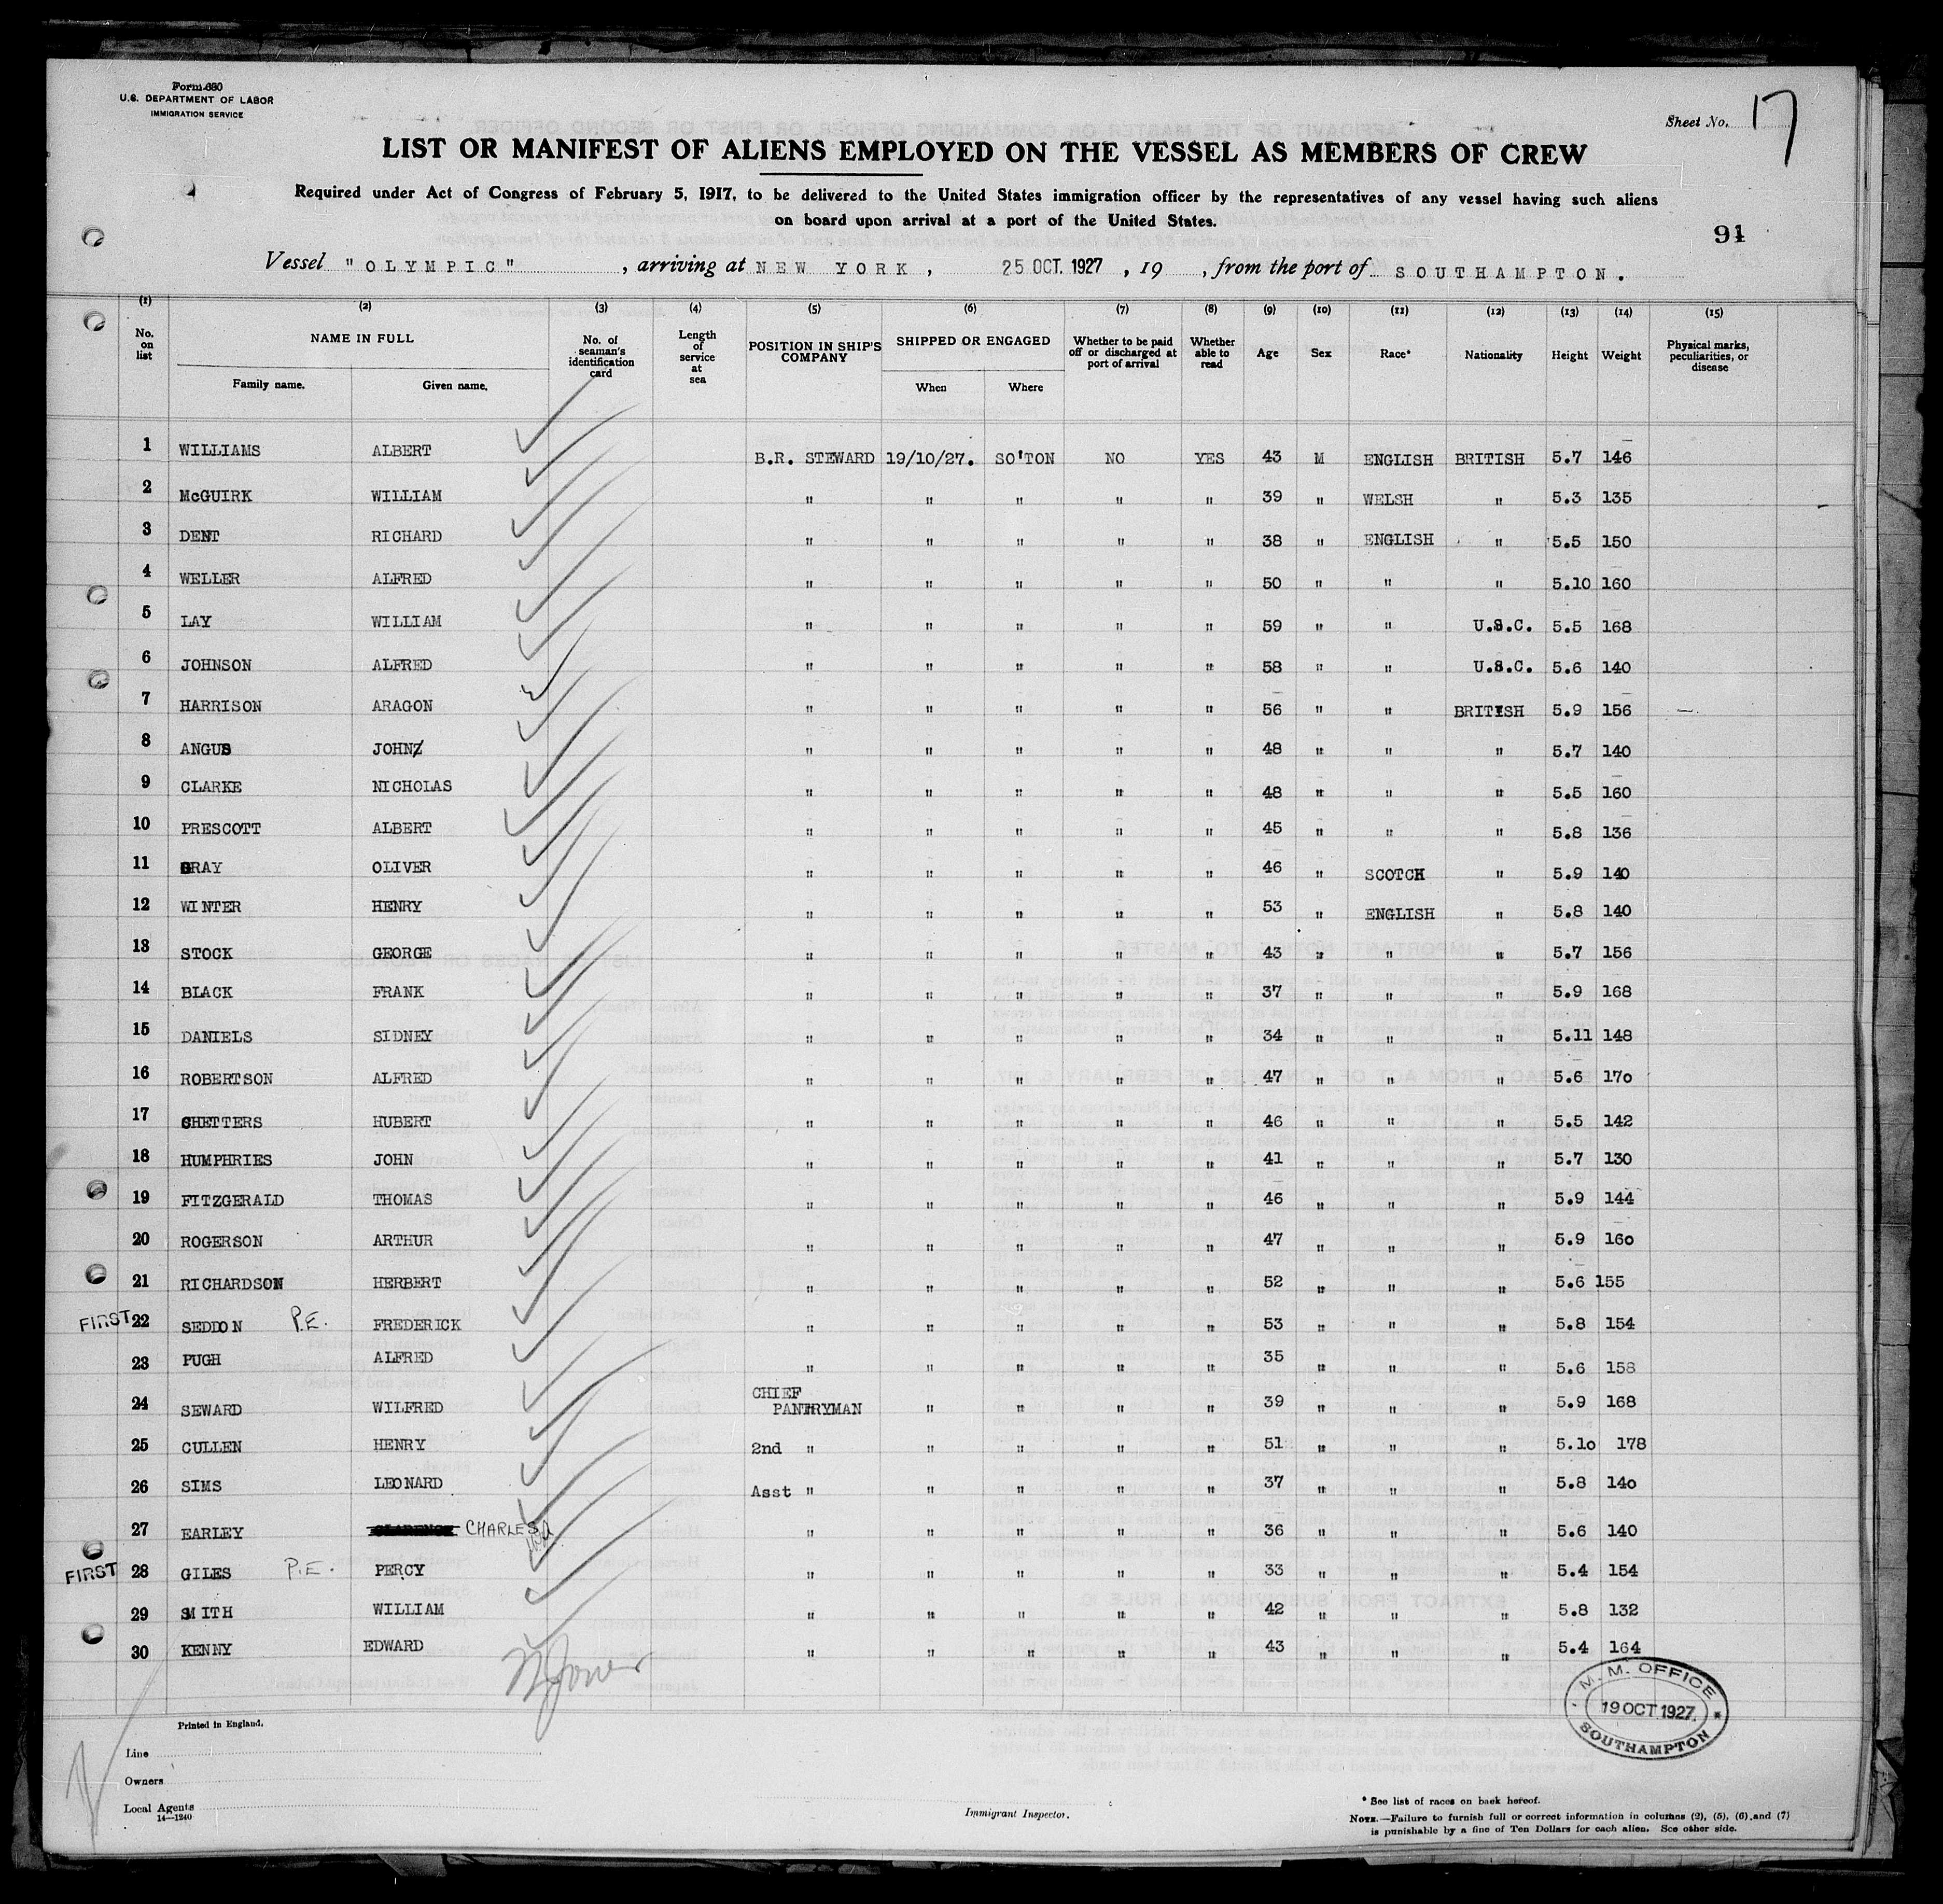 Form 680
U.S. DEPARTMENT OF LABOR
IMMIGRATION SERVICE
Sheet No. 17
LIST OR MANIFEST OF ALIENS EMPLOYED ON THE VESSEL AS MEMBERS OF CREW
Required under Act of Congress of February 5, 1917, to be delivered to the United States immigration officer by the representatives of any vessel having such aliens
on board upon arrival at a port of the United States.
91
Vessel "OLYMPIC", arriving at NEW YORK, 25 OCT. 1927, 19 , from the port of SOUTHAMPTON.
(1) (2) (3) (4) (5) (6) (7) (8) (9) (10) (11) (12) (13) (14) (15)
No. on list NAME IN FULL Family name. Given name. No. of seaman's identification card Length of service at sea POSITION IN SHIP'S COMPANY SHIPPED OR ENGAGED When Where Whether to be paid off or discharged at port of arrival Whether able to read Age Sex Race* Nationality Height Weight Physical marks, peculiarities, or disease
1 WILLIAMS ALBERT B.R. STEWARD 19/10/27. SO'TON NO YES 43 M ENGLISH BRITISH 5.7 146
2 McGUIRK WILLIAM " " " " " 39 " WELSH " 5.3 135
3 DENT RICHARD " " " " " 38 " ENGLISH " 5.5 150
4 WELLER ALFRED " " " " " 50 " " " 5.10 160
5 LAY WILLIAM " " " " " 59 " " U.S.C. 5.5 168
6 JOHNSON ALFRED " " " " " 58 " " U.S.C. 5.6 140
7 HARRISON ARAGON " " " " " 56 " " BRITISH 5.9 156
8 ANGUS JOHN " " " " " 48 " " " 5.7 140
9 CLARKE NICHOLAS " " " " " 48 " " " 5.5 160
10 PRESCOTT ALBERT " " " " " 45 " " " 5.8 136
11 GRAY OLIVER " " " " " 46 " SCOTCH " 5.9 140
12 WINTER HENRY " " " " " 53 " ENGLISH " 5.8 140
13 STOCK GEORGE " " " " " 43 " " " 5.7 156
14 BLACK FRANK " " " " " 37 " " " 5.9 168
15 DANIELS SIDNEY " " " " " 34 " " " 5.11 148
16 ROBERTSON ALFRED " " " " " 47 " " " 5.6 170
17 SHETTERS HUBERT " " " " " 46 " " " 5.5 142
18 HUMPHRIES JOHN " " " " " 41 " " " 5.7 130
19 FITZGERALD THOMAS " " " " " 46 " " " 5.9 144
20 ROGERSON ARTHUR " " " " " 47 " " " 5.9 160
21 RICHARDSON HERBERT " " " " " 52 " " " 5.6 155
FIRST 22 SEDDON P.E. FREDERICK " " " " " 53 " " " 5.8 154
23 PUGH ALFRED " " " " " 35 " " " 5.6 158
24 SEWARD WILFRED CHIEF PANTRYMAN " " " " 39 " " " 5.9 168
25 CULLEN HENRY 2nd " " " " " 51 " " " 5.10 178
26 SIMS LEONARD Asst " " " " " 37 " " " 5.8 140
27 EARLEY CHARLES " " " " " 36 " " " 5.6 140
FIRST 28 GILES P.E. PERCY " " " " " 33 " " " 5.4 154
29 SMITH WILLIAM " " " " " 42 " " " 5.8 132
30 KENNY EDWARD " " " " " 43 " " " 5.4 164
M.M. OFFICE
19 OCT 1927
SOUTHAMPTON
Printed in England.
Line
Owners
Local Agents
14—1240
Immigrant Inspector.
* See list of races on back hereof.
NOTE.—Failure to furnish full or correct information in columns (2), (5), (6) and (7)
is punishable by a fine of Ten Dollars for each alien. See other side.